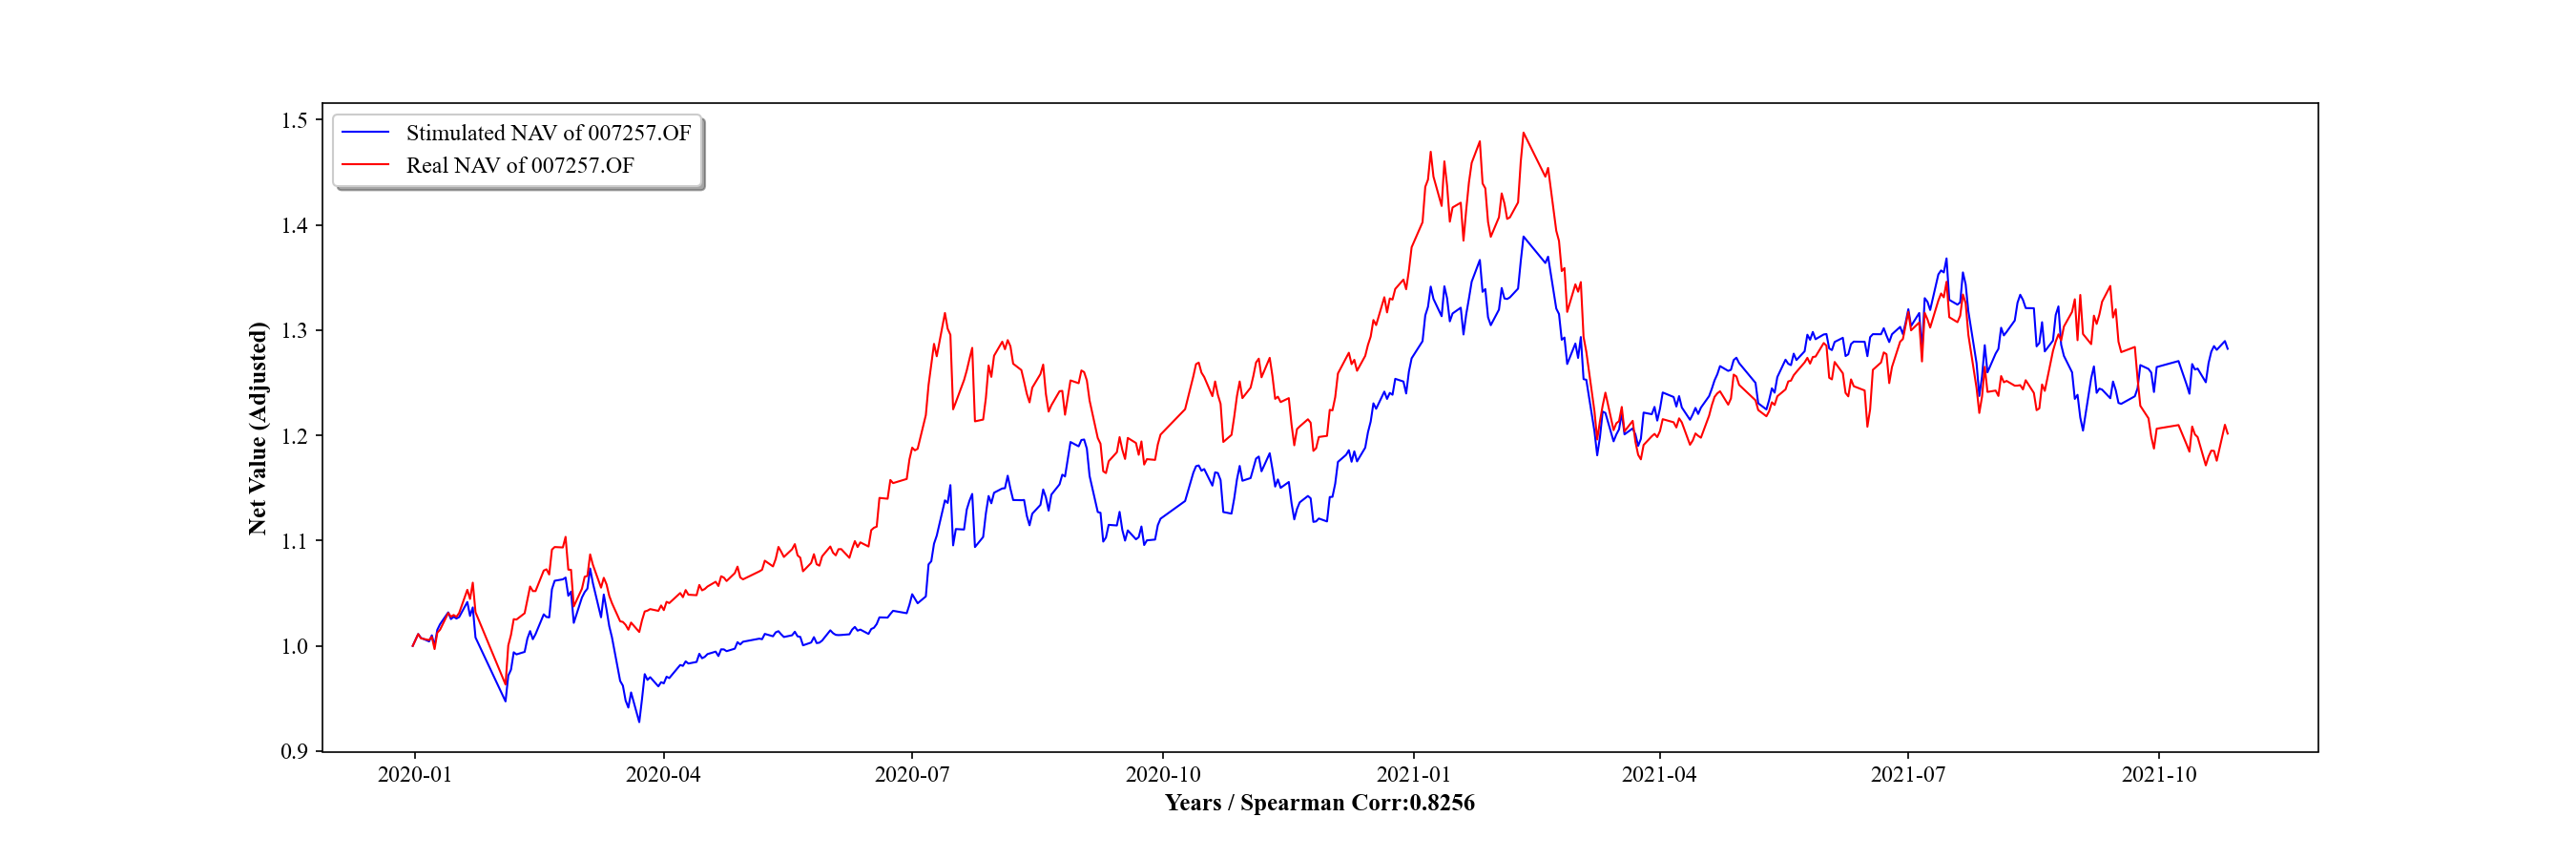 Stimulated NAV of 007257.OF
Real NAV of 007257.OF
Net Value (Adjusted)
1.5
1.4
1.3
1.2
1.1
1.0
0.9
2020-01 2020-04 2020-07 2020-10 2021-01 2021-04 2021-07 2021-10
Years / Spearman Corr:0.8256